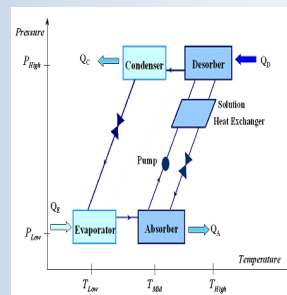 Pressure
Q_C
Condenser
Desorber
Q_D
P_High
Solution
Heat Exchanger
Pump
Q_E
Evaporator
Absorber
Q_A
P_Low
Temperature
T_Low
T_Mid
T_High